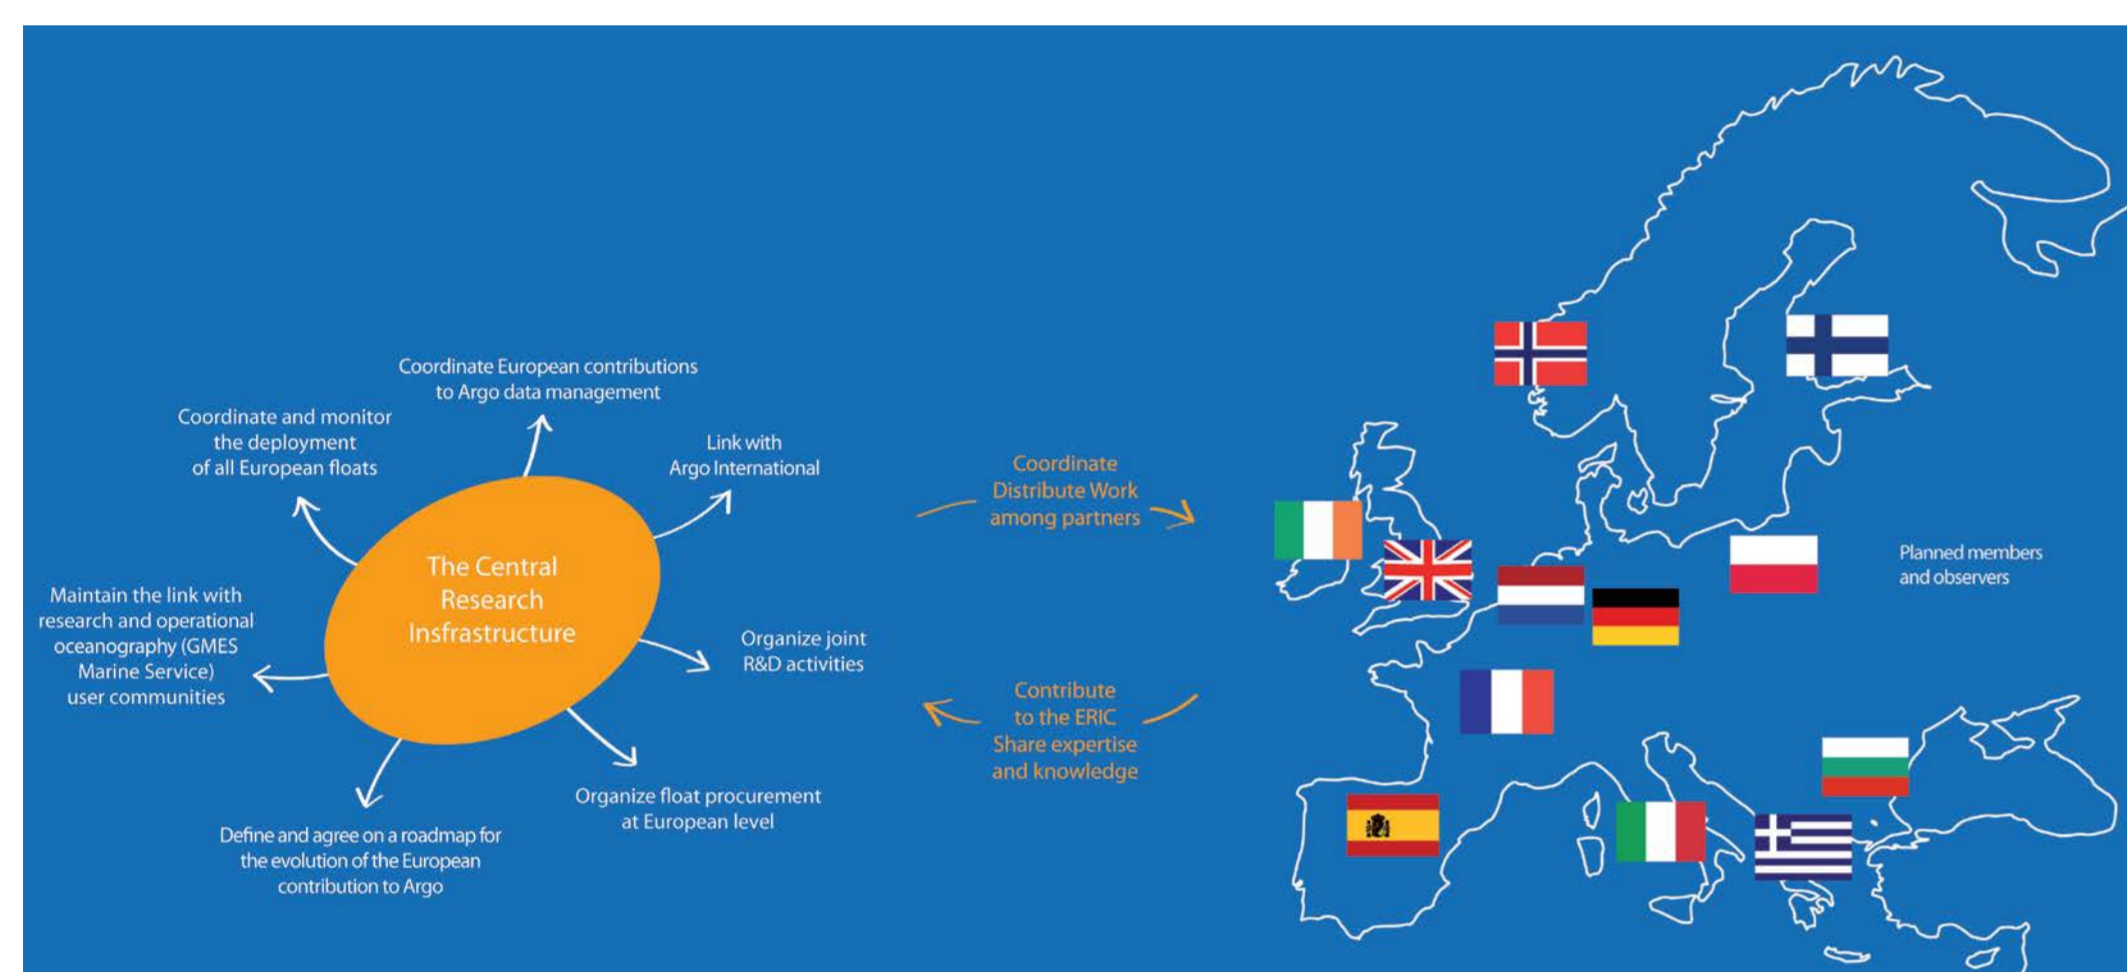 Coordinate European contributions
to Argo data management
Coordinate and monitor
the deployment
of all European floats
Link with
Argo International
The Central
Research
Insfrastructure
Maintain the link with
research and operational
oceanography (GMES
Marine Service)
user communities
Organize joint
R&D activities
Organize float procurement
at European level
Define and agree on a roadmap for
the evolution of the European
contribution to Argo
Coordinate
Distribute Work
among partners
Contribute
to the ERIC
Share expertise
and knowledge
Planned members
and observers